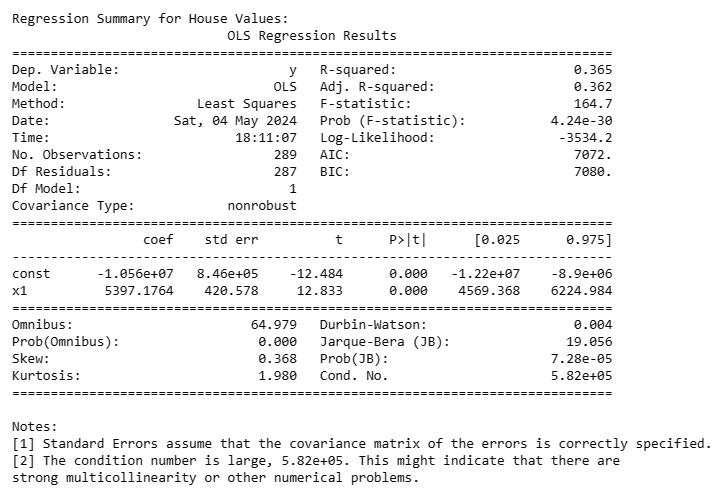 Regression Summary for House Values:
                            OLS Regression Results
==============================================================================
Dep. Variable:                      y   R-squared:                       0.365
Model:                            OLS   Adj. R-squared:                  0.362
Method:                 Least Squares   F-statistic:                     164.7
Date:                Sat, 04 May 2024   Prob (F-statistic):           4.24e-30
Time:                        18:11:07   Log-Likelihood:                -3534.2
No. Observations:                 289   AIC:                             7072.
Df Residuals:                     287   BIC:                             7080.
Df Model:                           1
Covariance Type:            nonrobust
==============================================================================
                 coef    std err          t      P>|t|      [0.025      0.975]
------------------------------------------------------------------------------
const      -1.056e+07   8.46e+05    -12.484      0.000   -1.22e+07    -8.9e+06
x1          5397.1764    420.578     12.833      0.000    4569.368    6224.984
==============================================================================
Omnibus:                       64.979   Durbin-Watson:                   0.004
Prob(Omnibus):                  0.000   Jarque-Bera (JB):               19.056
Skew:                           0.368   Prob(JB):                     7.28e-05
Kurtosis:                       1.980   Cond. No.                     5.82e+05
==============================================================================

Notes:
[1] Standard Errors assume that the covariance matrix of the errors is correctly specified.
[2] The condition number is large, 5.82e+05. This might indicate that there are
strong multicollinearity or other numerical problems.